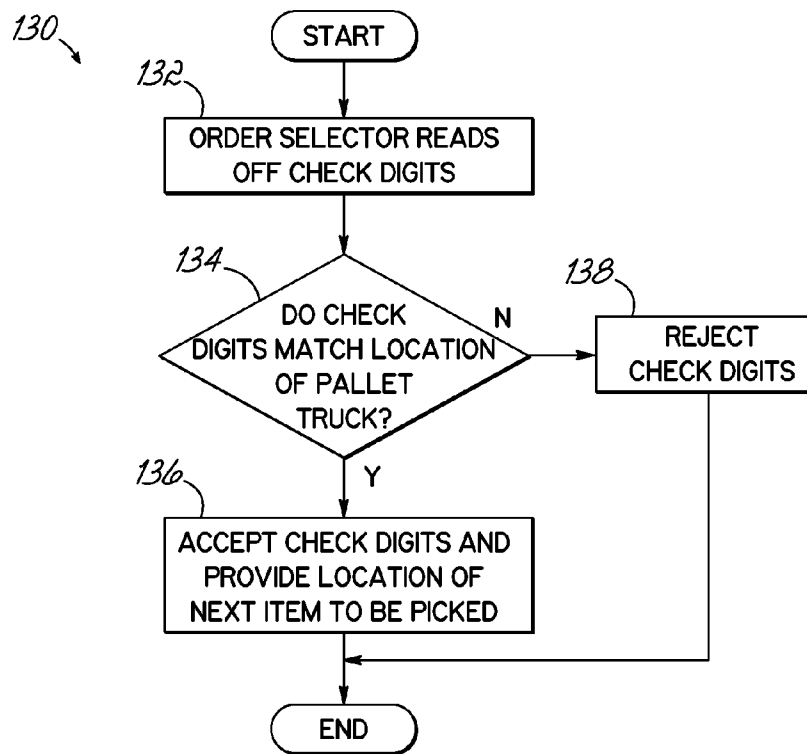 130
START
132
ORDER SELECTOR READS
OFF CHECK DIGITS
134
DO CHECK
DIGITS MATCH LOCATION
OF PALLET
TRUCK?
N
138
REJECT
CHECK DIGITS
Y
136
ACCEPT CHECK DIGITS AND
PROVIDE LOCATION OF
NEXT ITEM TO BE PICKED
END